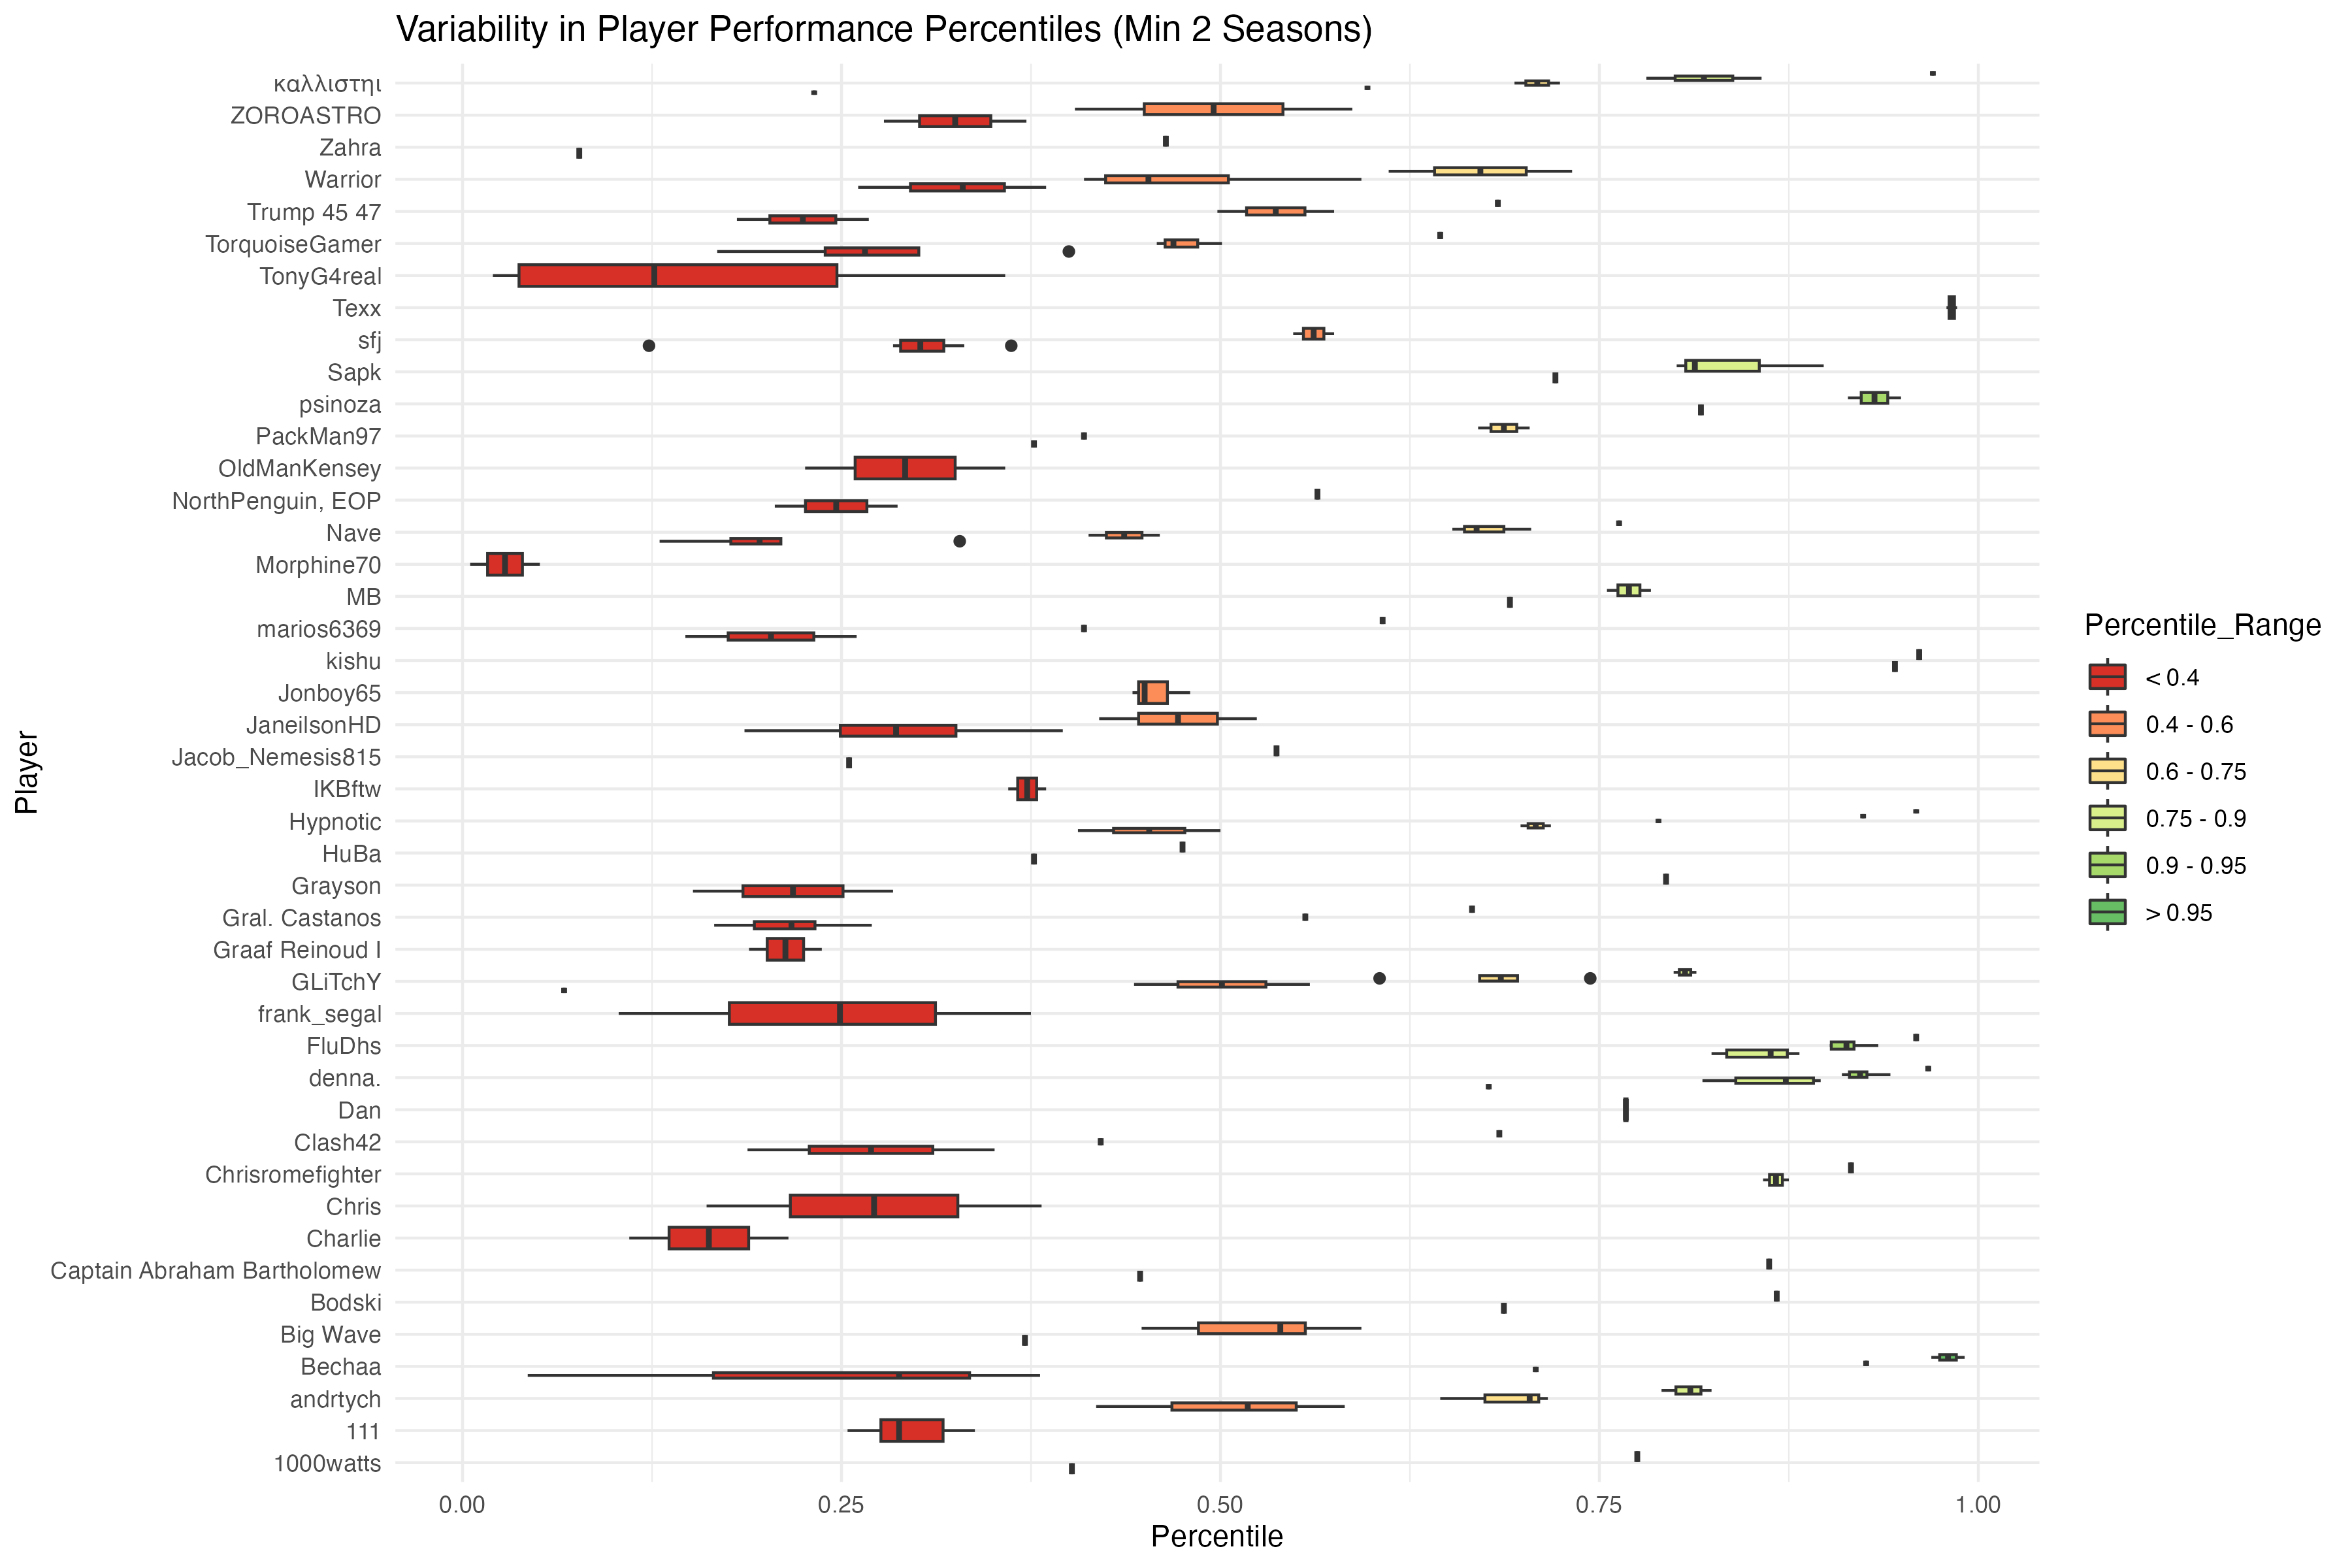 Variability in Player Performance Percentiles (Min 2 Seasons)
Player
καλλιστηι
ZOROASTRO
Zahra
Warrior
Trump 45 47
TorquoiseGamer
TonyG4real
Texx
sfj
Sapk
psinoza
PackMan97
OldManKensey
NorthPenguin, EOP
Nave
Morphine70
MB
marios6369
kishu
Jonboy65
JaneilsonHD
Jacob_Nemesis815
IKBftw
Hypnotic
HuBa
Grayson
Gral. Castanos
Graaf Reinoud I
GLiTchY
frank_segal
FluDhs
denna.
Dan
Clash42
Chrisromefighter
Chris
Charlie
Captain Abraham Bartholomew
Bodski
Big Wave
Bechaa
andrtych
111
1000watts
0.00 0.25 0.50 0.75 1.00
Percentile
Percentile_Range
< 0.4
0.4 - 0.6
0.6 - 0.75
0.75 - 0.9
0.9 - 0.95
> 0.95